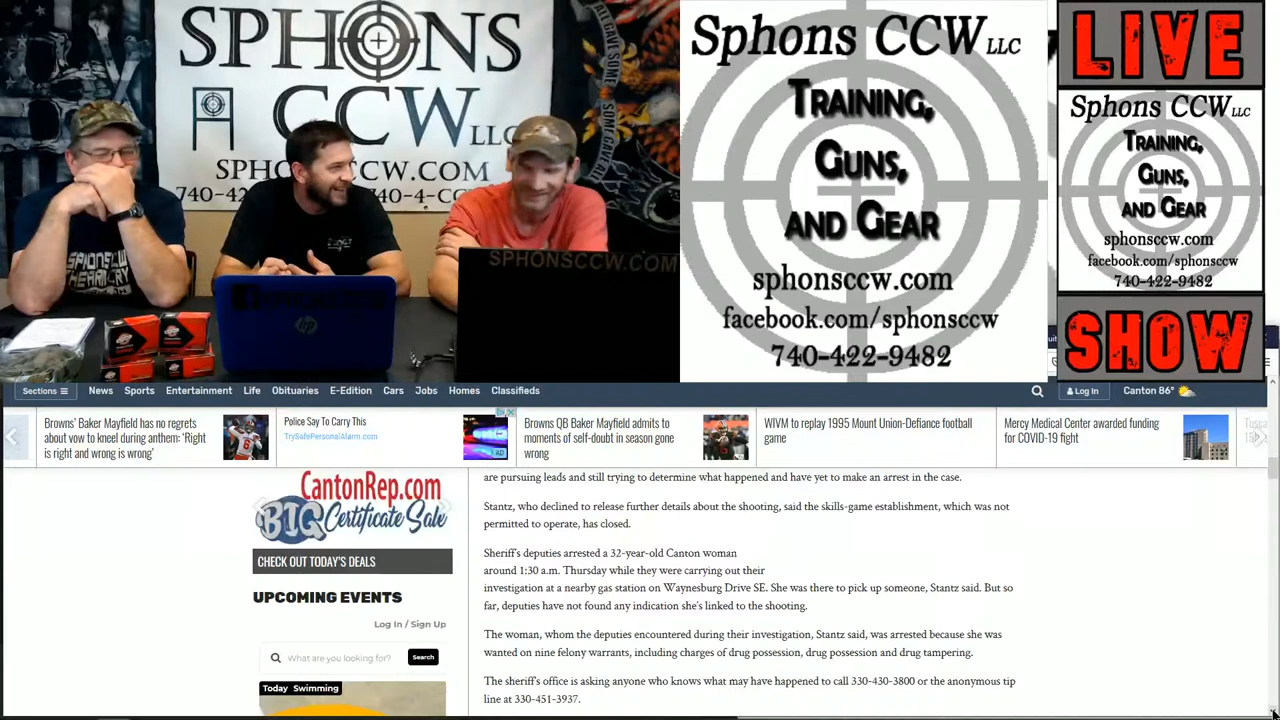 SPHONS
CCW LLC
SPHONSCCW.COM
SPHONSCCW.COM
hp
Sphons CCW LLC
TRAINING,
GUNS,
AND GEAR
sphonsccw.com
facebook.com/sphonsccw
740-422-9482
LIVE
Sphons CCW LLC
TRAINING,
GUNS,
AND GEAR
sphonsccw.com
facebook.com/sphonsccw
740-422-9482
SHOW
Sections
News
Sports
Entertainment
Life
Obituaries
E-Edition
Cars
Jobs
Homes
Classifieds
Log In
Canton 86°
Browns' Baker Mayfield has no regrets
about vow to kneel during anthem: 'Right
is right and wrong is wrong'
Police Say To Carry This
TrySafePersonalAlarm.com
AD
Browns QB Baker Mayfield admits to
moments of self-doubt in season gone
wrong
WIVM to replay 1995 Mount Union-Defiance football
game
Mercy Medical Center awarded funding
for COVID-19 fight
CantonRep.com
BIG Certificate Sale
CHECK OUT TODAY'S DEALS
UPCOMING EVENTS
Log In / Sign Up
What are you looking for?
Search
Today Swimming
are pursuing leads and still trying to determine what happened and have yet to make an arrest in the case.
Stantz, who declined to release further details about the shooting, said the skills-game establishment, which was not
permitted to operate, has closed.
Sheriff's deputies arrested a 32-year-old Canton woman
around 1:30 a.m. Thursday while they were carrying out their
investigation at a nearby gas station on Waynesburg Drive SE. She was there to pick up someone, Stantz said. But so
far, deputies have not found any indication she's linked to the shooting.
The woman, whom the deputies encountered during their investigation, Stantz said, was arrested because she was
wanted on nine felony warrants, including charges of drug possession, drug possession and drug tampering.
The sheriff's office is asking anyone who knows what may have happened to call 330-430-3800 or the anonymous tip
line at 330-451-3937.